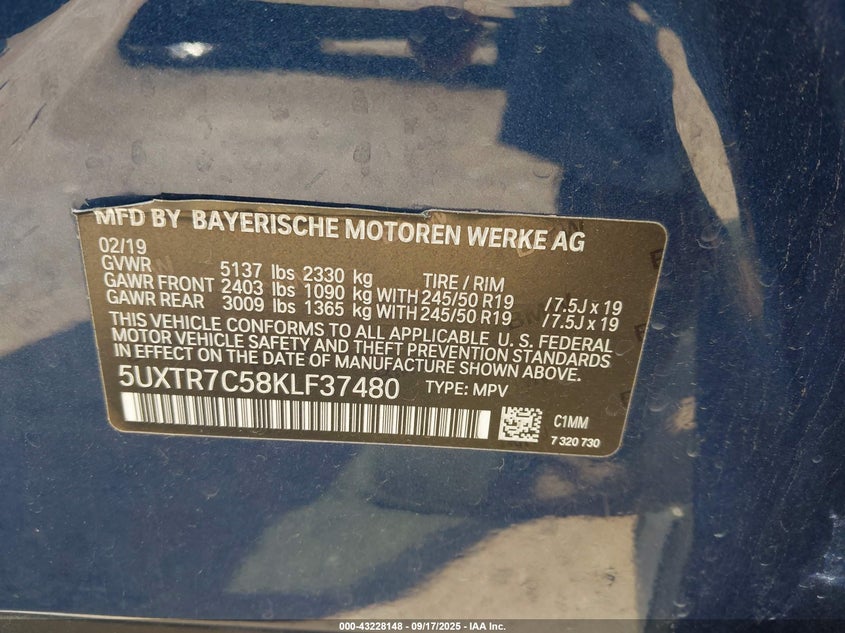 MFD BY BAYERISCHE MOTOREN WERKE AG
02/19
GVWR 5137 lbs 2330 kg TIRE / RIM
GAWR FRONT 2403 lbs 1090 kg WITH 245/50 R19 /7.5J x 19
GAWR REAR 3009 lbs 1365 kg WITH 245/50 R19 /7.5J x 19
THIS VEHICLE CONFORMS TO ALL APPLICABLE U. S. FEDERAL
MOTOR VEHICLE SAFETY AND THEFT PREVENTION STANDARDS
IN EFFECT ON THE DATE OF MANUFACTURE SHOWN ABOVE.
5UXTR7C58KLF37480 TYPE: MPV
C1MM
7 320 730
000-43228148 - 09/17/2025 - IAA Inc.